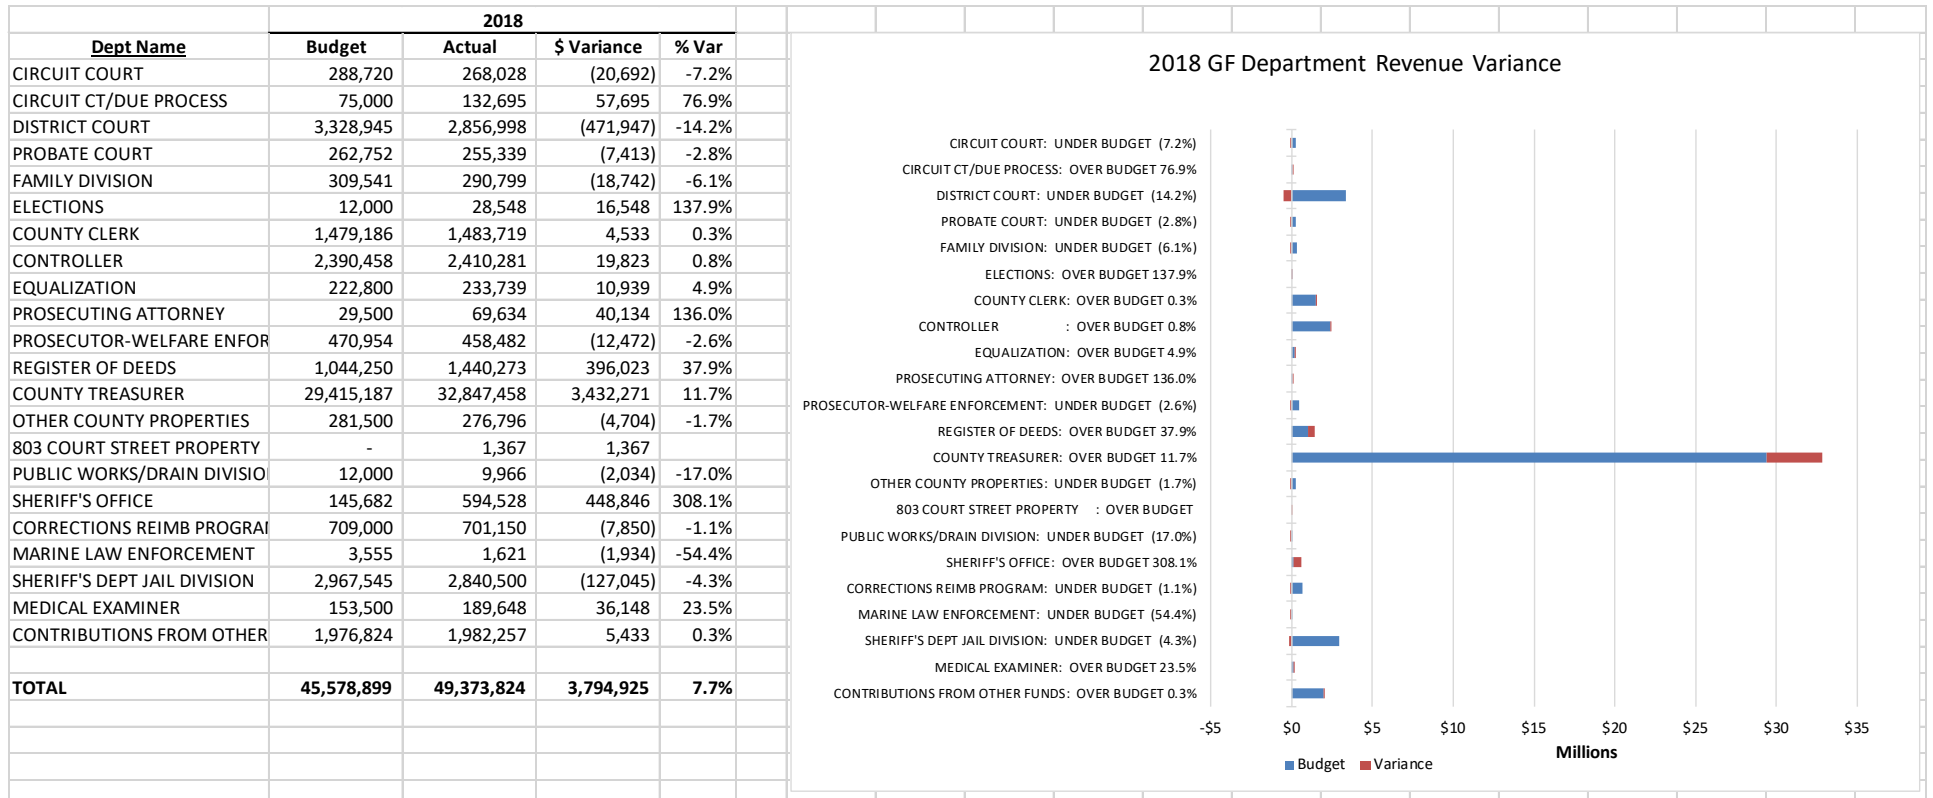 2018
Dept Name Budget Actual $ Variance % Var
CIRCUIT COURT 288,720 268,028 (20,692) -7.2%
CIRCUIT CT/DUE PROCESS 75,000 132,695 57,695 76.9%
DISTRICT COURT 3,328,945 2,856,998 (471,947) -14.2%
PROBATE COURT 262,752 255,339 (7,413) -2.8%
FAMILY DIVISION 309,541 290,799 (18,742) -6.1%
ELECTIONS 12,000 28,548 16,548 137.9%
COUNTY CLERK 1,479,186 1,483,719 4,533 0.3%
CONTROLLER 2,390,458 2,410,281 19,823 0.8%
EQUALIZATION 222,800 233,739 10,939 4.9%
PROSECUTING ATTORNEY 29,500 69,634 40,134 136.0%
PROSECUTOR-WELFARE ENFOR 470,954 458,482 (12,472) -2.6%
REGISTER OF DEEDS 1,044,250 1,440,273 396,023 37.9%
COUNTY TREASURER 29,415,187 32,847,458 3,432,271 11.7%
OTHER COUNTY PROPERTIES 281,500 276,796 (4,704) -1.7%
803 COURT STREET PROPERTY - 1,367 1,367
PUBLIC WORKS/DRAIN DIVISIO 12,000 9,966 (2,034) -17.0%
SHERIFF'S OFFICE 145,682 594,528 448,846 308.1%
CORRECTIONS REIMB PROGRAM 709,000 701,150 (7,850) -1.1%
MARINE LAW ENFORCEMENT 3,555 1,621 (1,934) -54.4%
SHERIFF'S DEPT JAIL DIVISION 2,967,545 2,840,500 (127,045) -4.3%
MEDICAL EXAMINER 153,500 189,648 36,148 23.5%
CONTRIBUTIONS FROM OTHER 1,976,824 1,982,257 5,433 0.3%
TOTAL 45,578,899 49,373,824 3,794,925 7.7%
2018 GF Department Revenue Variance
CIRCUIT COURT: UNDER BUDGET (7.2%)
CIRCUIT CT/DUE PROCESS: OVER BUDGET 76.9%
DISTRICT COURT: UNDER BUDGET (14.2%)
PROBATE COURT: UNDER BUDGET (2.8%)
FAMILY DIVISION: UNDER BUDGET (6.1%)
ELECTIONS: OVER BUDGET 137.9%
COUNTY CLERK: OVER BUDGET 0.3%
CONTROLLER : OVER BUDGET 0.8%
EQUALIZATION: OVER BUDGET 4.9%
PROSECUTING ATTORNEY: OVER BUDGET 136.0%
PROSECUTOR-WELFARE ENFORCEMENT: UNDER BUDGET (2.6%)
REGISTER OF DEEDS: OVER BUDGET 37.9%
COUNTY TREASURER: OVER BUDGET 11.7%
OTHER COUNTY PROPERTIES: UNDER BUDGET (1.7%)
803 COURT STREET PROPERTY : OVER BUDGET
PUBLIC WORKS/DRAIN DIVISION: UNDER BUDGET (17.0%)
SHERIFF'S OFFICE: OVER BUDGET 308.1%
CORRECTIONS REIMB PROGRAM: UNDER BUDGET (1.1%)
MARINE LAW ENFORCEMENT: UNDER BUDGET (54.4%)
SHERIFF'S DEPT JAIL DIVISION: UNDER BUDGET (4.3%)
MEDICAL EXAMINER: OVER BUDGET 23.5%
CONTRIBUTIONS FROM OTHER FUNDS: OVER BUDGET 0.3%
-$5 $0 $5 $10 $15 $20 $25 $30 $35
Millions
Budget Variance